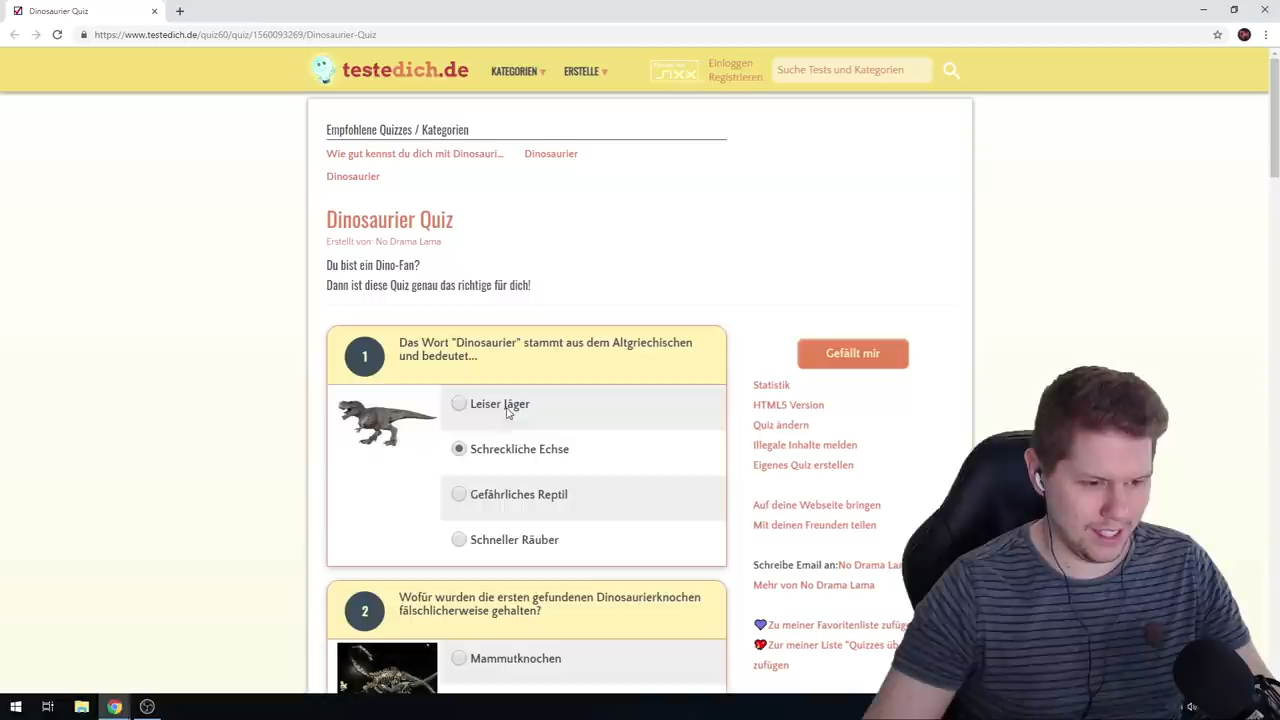 Dinosaurier Quiz
https://www.testedich.de/quiz60/quiz/1560093269/Dinosaurier-Quiz
testedich.de
KATEGORIEN
ERSTELLE
sixx
Einloggen
Registrieren
Suche Tests und Kategorien
Empfohlene Quizzes / Kategorien
Wie gut kennst du dich mit Dinosauri...
Dinosaurier
Dinosaurier
Dinosaurier Quiz
Erstellt von: No Drama Lama
Du bist ein Dino-Fan?
Dann ist diese Quiz genau das richtige für dich!
1
Das Wort "Dinosaurier" stammt aus dem Altgriechischen
und bedeutet...
Leiser Jäger
Schreckliche Echse
Gefährliches Reptil
Schneller Räuber
2
Wofür wurden die ersten gefundenen Dinosaurierknochen
fälschlicherweise gehalten?
Mammutknochen
Gefällt mir
Statistik
HTML5 Version
Quiz ändern
Illegale Inhalte melden
Eigenes Quiz erstellen
Auf deine Webseite bringen
Mit deinen Freunden teilen
Schreibe Email an: No Drama La
Mehr von No Drama Lama
Zu meiner Favoritenliste zufüg
Zur meiner Liste "Quizzes üb
zufügen